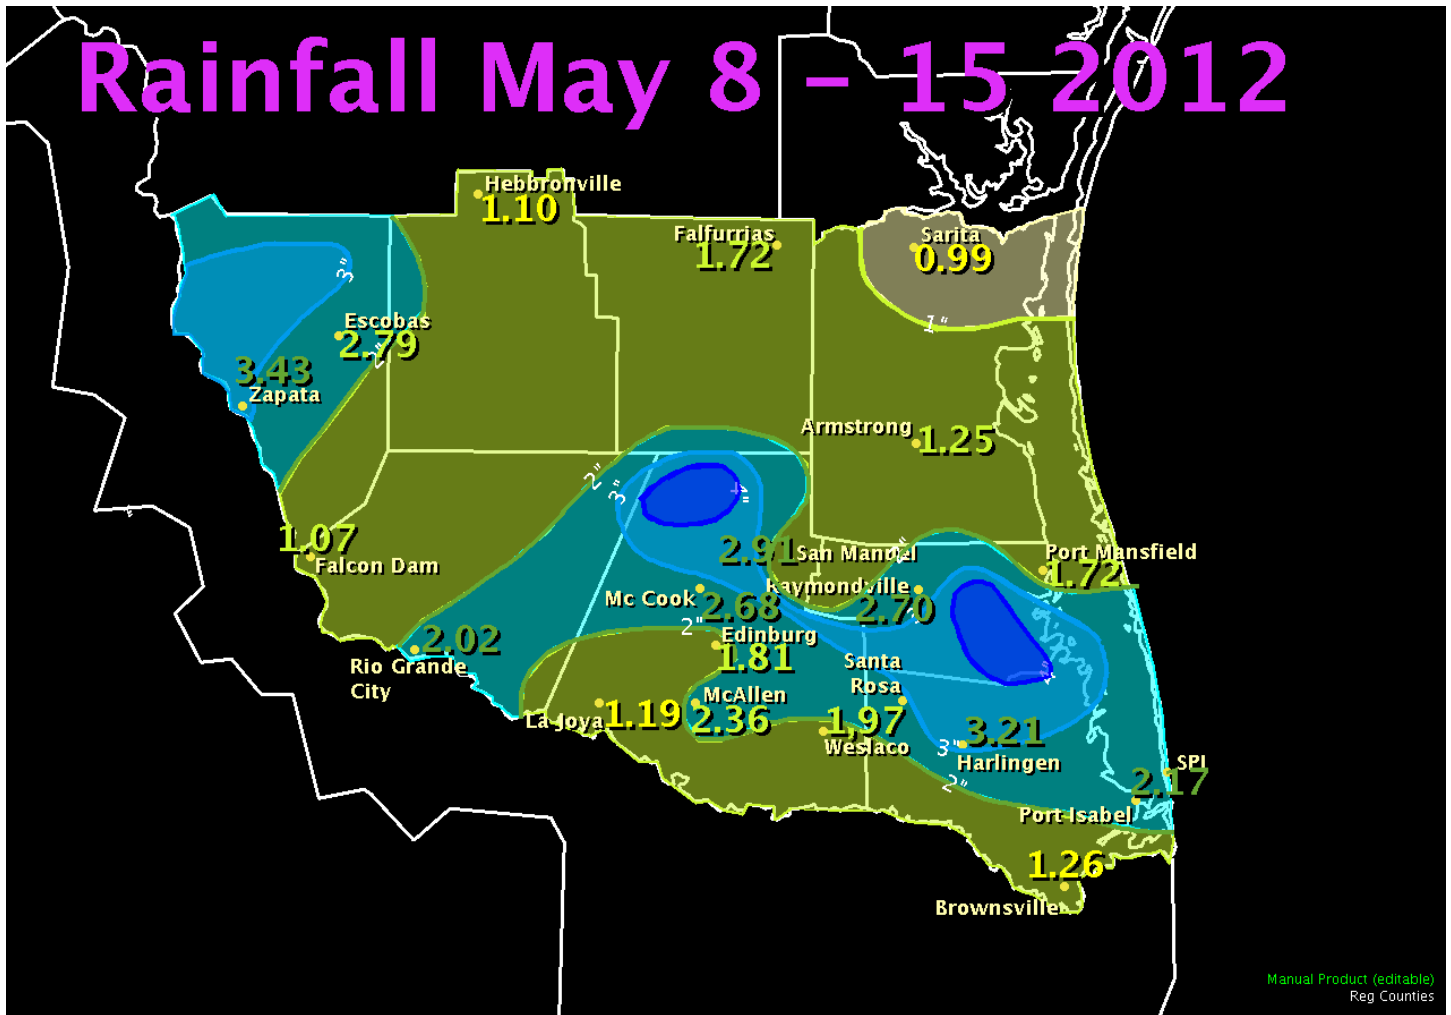 Rainfall May 8 – 15 2012
Hebbronville
1.10
Falfurrias
1.72
Sarita
0.99
3"
1"
Escobas
2.79
2"
3.43
Zapata
Armstrong
1.25
2"
3"
4"
1.07
Falcon Dam
2.91
San Manuel
Port Mansfield
1.72
Raymondville
2.70
Mc Cook
2.68
2"
Edinburg
1.81
2.02
Rio Grande
City
Santa
Rosa
4"
McAllen
2.36
La Joya
1.19
1.97
Weslaco
3.21
3"
Harlingen
2"
SPI
2.17
Port Isabel
1.26
Brownsville
Manual Product (editable)
Reg Counties